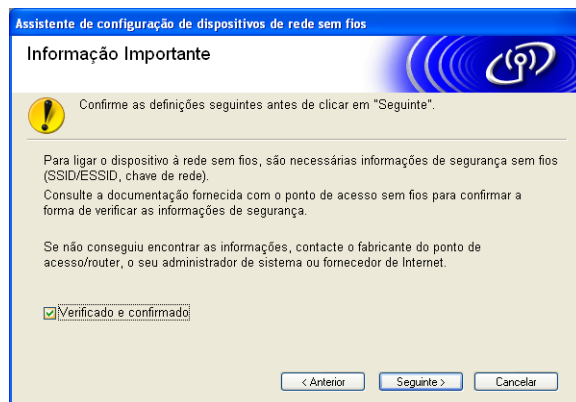 Assistente de configuração de dispositivos de rede sem fios
Informação Importante
Confirme as definições seguintes antes de clicar em "Seguinte".
Para ligar o dispositivo à rede sem fios, são necessárias informações de segurança sem fios
(SSID/ESSID, chave de rede).
Consulte a documentação fornecida com o ponto de acesso sem fios para confirmar a
forma de verificar as informações de segurança.
Se não conseguiu encontrar as informações, contacte o fabricante do ponto de
acesso/router, o seu administrador de sistema ou fornecedor de Internet.
Verificado e confirmado
< Anterior Seguinte > Cancelar